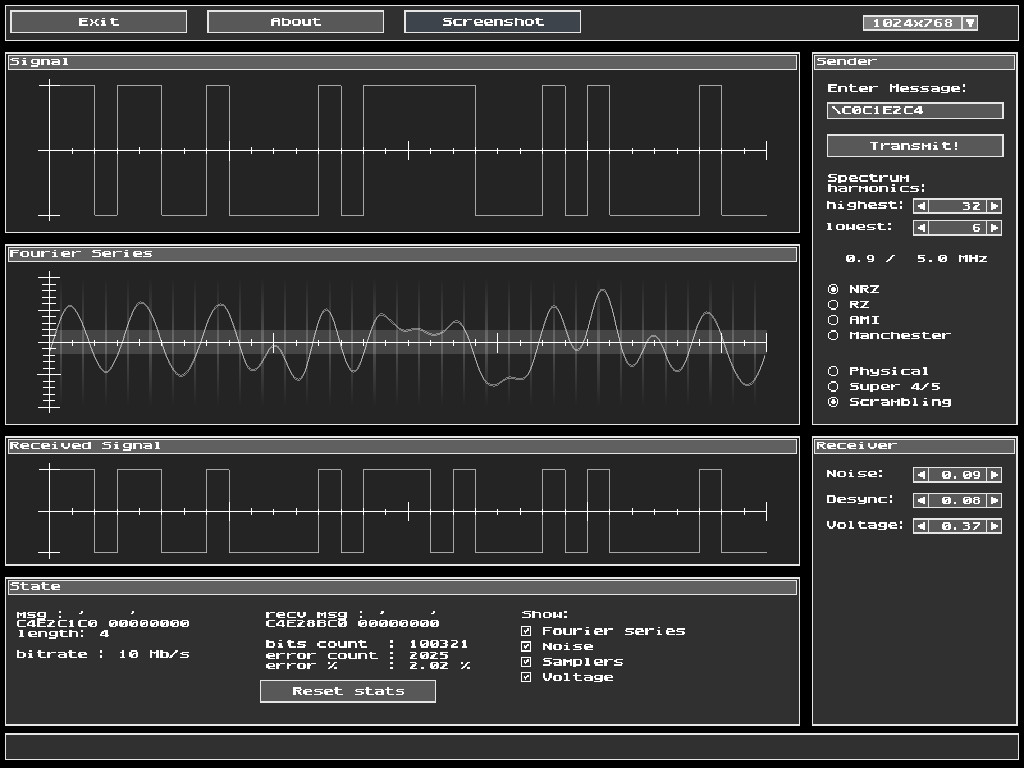 Exit About Screenshot 1024x768
Signal
Fourier Series
Received Signal
State
msg : ' '
C4E2C1C0 00000000
length: 4
bitrate : 10 Mb/s
recv msg : ' '
C4E28BC0 00000000
bits count : 100321
error count : 2025
error % : 2.02 %
Reset stats
Show:
Fourier series
Noise
Samplers
Voltage
Sender
Enter Message:
\C0C1E2C4
Transmit!
Spectrum
harmonics:
highest: 32
lowest: 6
0.9 / 5.0 MHz
NRZ
RZ
AMI
Manchester
Physical
Super 4/5
Scrambling
Receiver
Noise: 0.09
Desync: 0.08
Voltage: 0.37